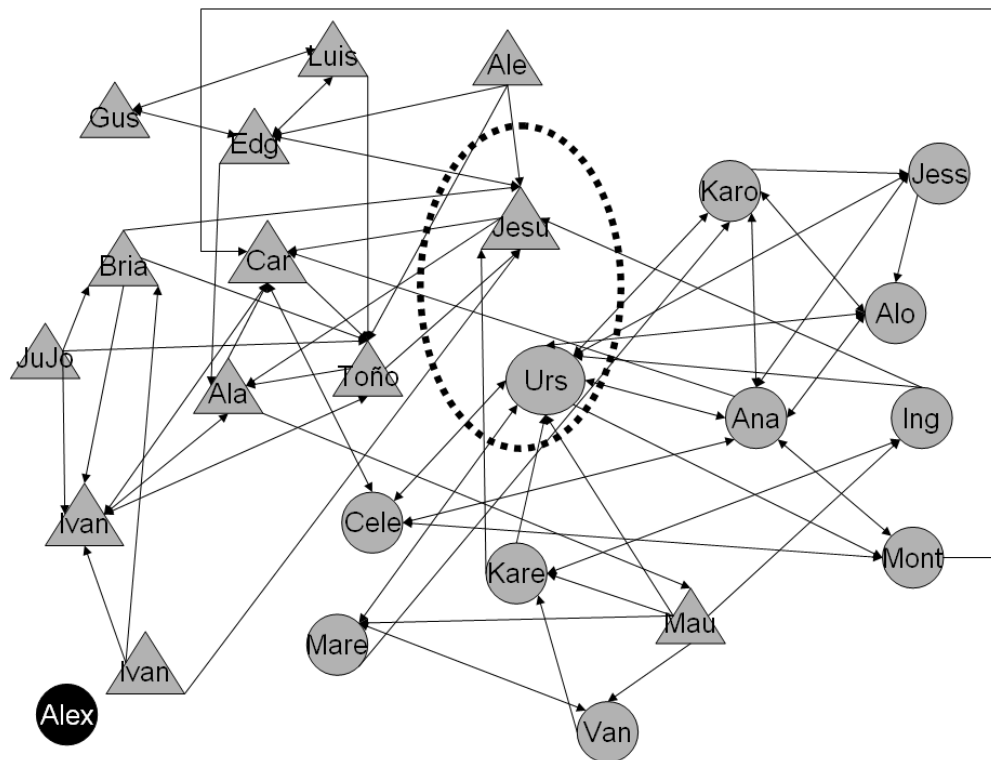 Luis
Ale
Gus
Edg
Karo
Jess
Jesu
Bria
Car
Alo
JuJo
Ala
Toño
Urs
Ana
Ing
Ivan
Cele
Kare
Mont
Mau
Mare
Ivan
Alex
Van